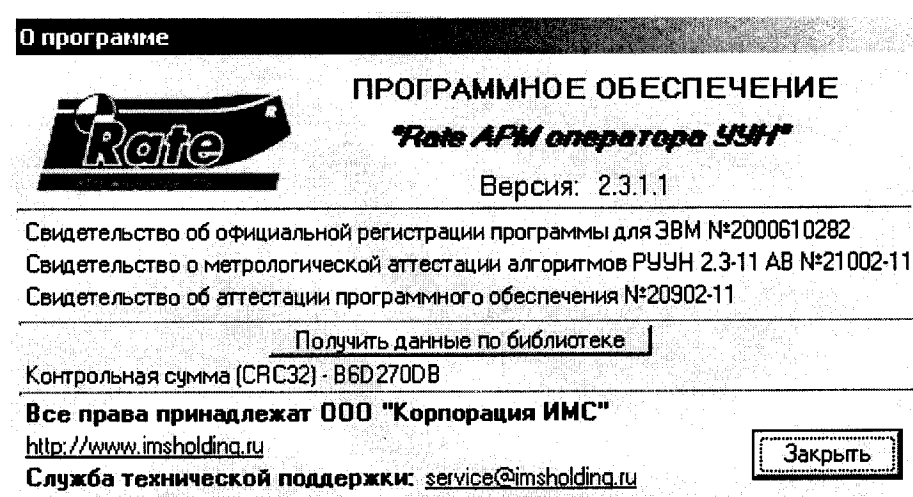 О программе
ПРОГРАММНОЕ ОБЕСПЕЧЕНИЕ
Rate
R
"Rate АРМ оператора УУН"
Версия: 2.3.1.1
Свидетельство об официальной регистрации программы для ЭВМ №2000610282
Свидетельство о метрологической аттестации алгоритмов РУУН 2.3-11 АВ №21002-11
Свидетельство об аттестации программного обеспечения №20902-11
Получить данные по библиотеке
Контрольная сумма (CRC32) - B6D270DB
Все права принадлежат ООО "Корпорация ИМС"
http://www.imsholding.ru
Закрыть
Служба технической поддержки: service@imsholding.ru